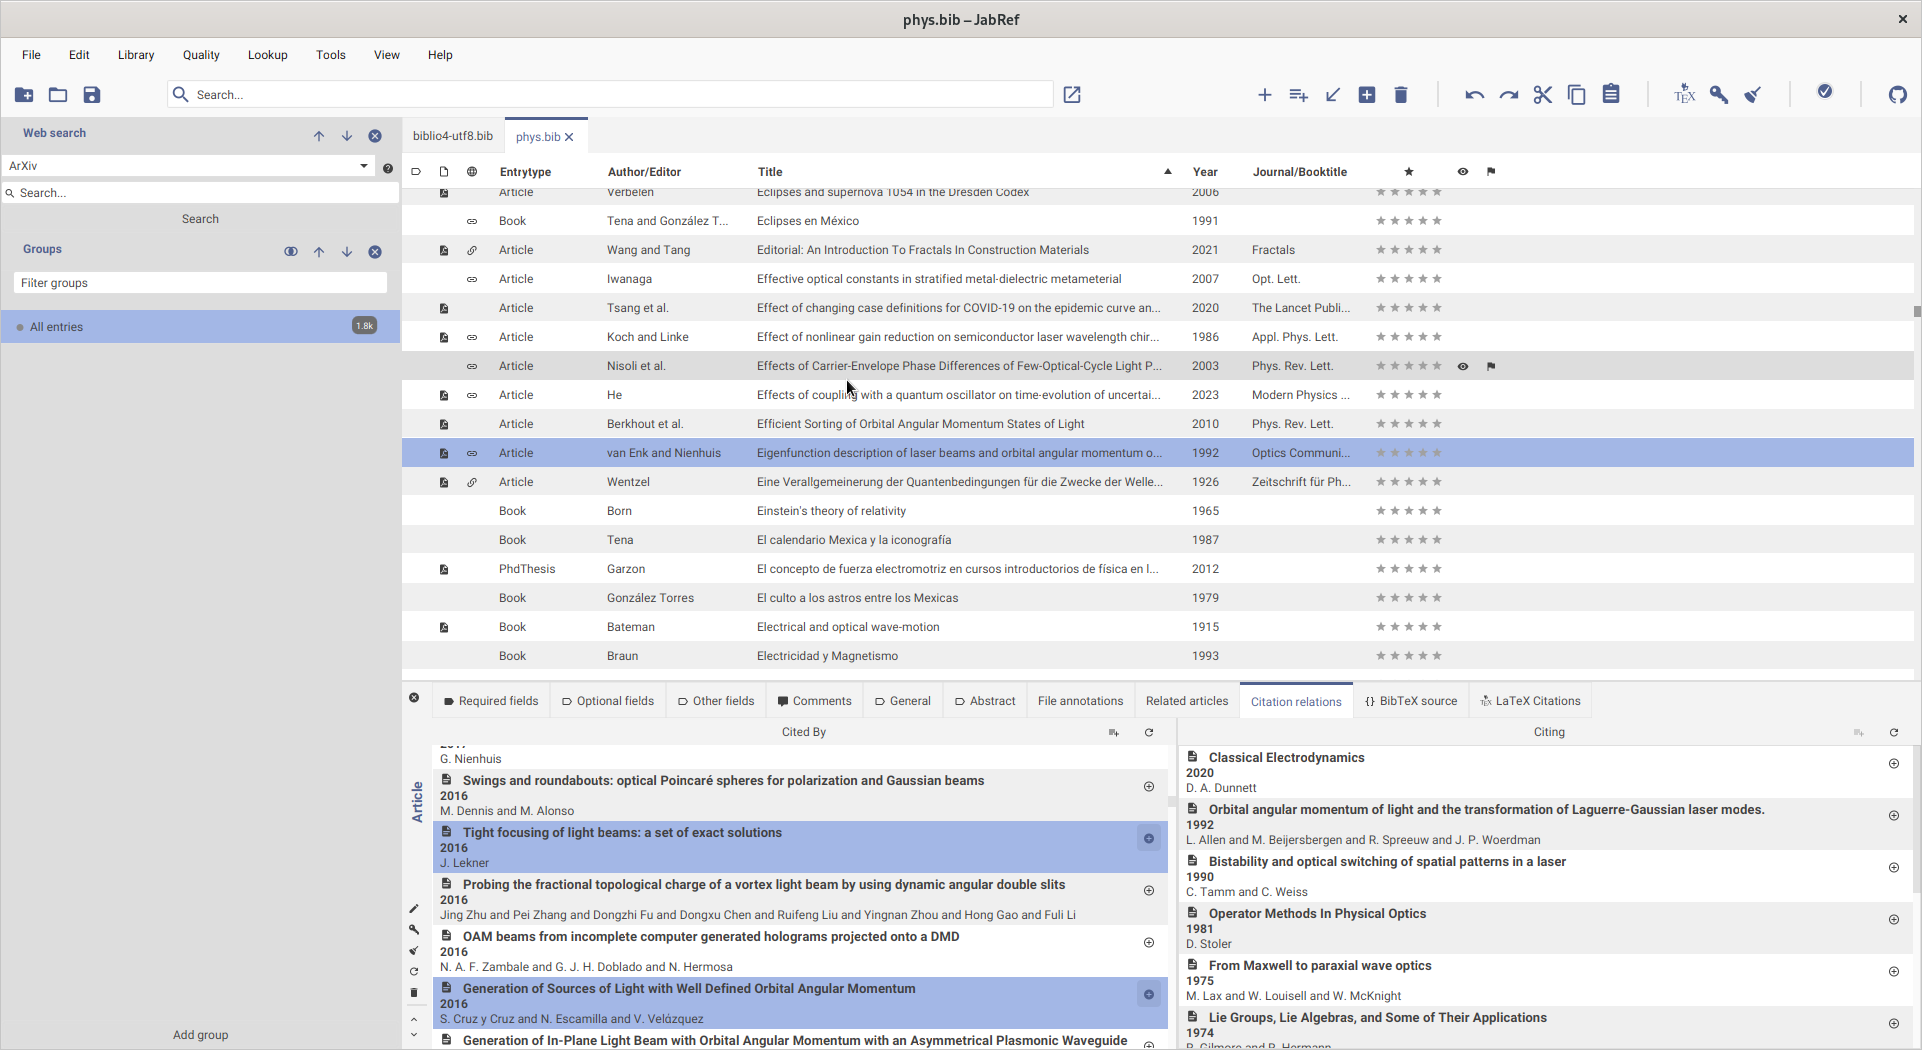 phys.bib – JabRef
File Edit Library Quality Lookup Tools View Help
Search...
TEX
Web search
ArXiv
Search...
Search
Groups
Filter groups
All entries 1.8k
Add group
biblio4-utf8.bib phys.bib
Entrytype Author/Editor Title Year Journal/Booktitle
Article Verbelen Eclipses and supernova 1054 in the Dresden Codex 2006
Book Tena and González T... Eclipses en México 1991
Article Wang and Tang Editorial: An Introduction To Fractals In Construction Materials 2021 Fractals
Article Iwanaga Effective optical constants in stratified metal-dielectric metameterial 2007 Opt. Lett.
Article Tsang et al. Effect of changing case definitions for COVID-19 on the epidemic curve an... 2020 The Lancet Publi...
Article Koch and Linke Effect of nonlinear gain reduction on semiconductor laser wavelength chir... 1986 Appl. Phys. Lett.
Article Nisoli et al. Effects of Carrier-Envelope Phase Differences of Few-Optical-Cycle Light P... 2003 Phys. Rev. Lett.
Article He Effects of coupling with a quantum oscillator on time-evolution of uncertai... 2023 Modern Physics ...
Article Berkhout et al. Efficient Sorting of Orbital Angular Momentum States of Light 2010 Phys. Rev. Lett.
Article van Enk and Nienhuis Eigenfunction description of laser beams and orbital angular momentum o... 1992 Optics Communi...
Article Wentzel Eine Verallgemeinerung der Quantenbedingungen für die Zwecke der Welle... 1926 Zeitschrift für Ph...
Book Born Einstein's theory of relativity 1965
Book Tena El calendario Mexica y la iconografía 1987
PhdThesis Garzon El concepto de fuerza electromotriz en cursos introductorios de física en l... 2012
Book González Torres El culto a los astros entre los Mexicas 1979
Book Bateman Electrical and optical wave-motion 1915
Book Braun Electricidad y Magnetismo 1993
Required fields Optional fields Other fields Comments General Abstract File annotations Related articles Citation relations {} BibTeX source LaTeX Citations
Article
Cited By
2017
G. Nienhuis
Swings and roundabouts: optical Poincaré spheres for polarization and Gaussian beams
2016
M. Dennis and M. Alonso
Tight focusing of light beams: a set of exact solutions
2016
J. Lekner
Probing the fractional topological charge of a vortex light beam by using dynamic angular double slits
2016
Jing Zhu and Pei Zhang and Dongzhi Fu and Dongxu Chen and Ruifeng Liu and Yingnan Zhou and Hong Gao and Fuli Li
OAM beams from incomplete computer generated holograms projected onto a DMD
2016
N. A. F. Zambale and G. J. H. Doblado and N. Hermosa
Generation of Sources of Light with Well Defined Orbital Angular Momentum
2016
S. Cruz y Cruz and N. Escamilla and V. Velázquez
Generation of In-Plane Light Beam with Orbital Angular Momentum with an Asymmetrical Plasmonic Waveguide
Citing
Classical Electrodynamics
2020
D. A. Dunnett
Orbital angular momentum of light and the transformation of Laguerre-Gaussian laser modes.
1992
L. Allen and M. Beijersbergen and R. Spreeuw and J. P. Woerdman
Bistability and optical switching of spatial patterns in a laser
1990
C. Tamm and C. Weiss
Operator Methods In Physical Optics
1981
D. Stoler
From Maxwell to paraxial wave optics
1975
M. Lax and W. Louisell and W. McKnight
Lie Groups, Lie Algebras, and Some of Their Applications
1974
R. Gilmore and R. Hermann